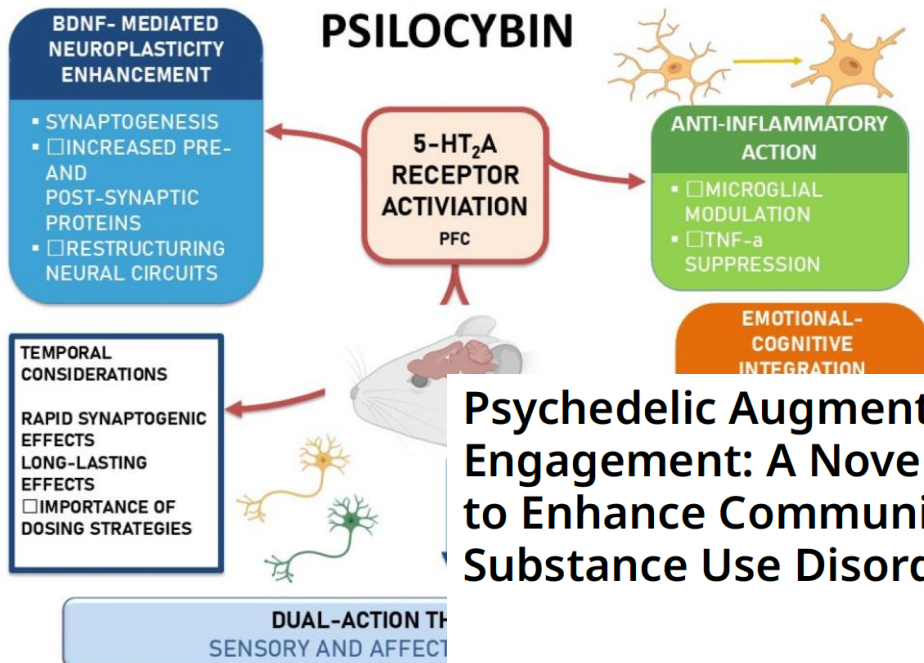 PSILOCYBIN
BDNF- MEDIATED
NEUROPLASTICITY
ENHANCEMENT
▪ SYNAPTOGENESIS
▪ □INCREASED PRE-
AND
POST-SYNAPTIC
PROTEINS
▪ □RESTRUCTURING
NEURAL CIRCUITS
5-HT₂A
RECEPTOR
ACTIVIATION
PFC
ANTI-INFLAMMATORY
ACTION
▪ □MICROGLIAL
MODULATION
▪ □TNF-a
SUPPRESSION
EMOTIONAL-
COGNITIVE
INTEGRATION
TEMPORAL
CONSIDERATIONS
RAPID SYNAPTOGENIC
EFFECTS
LONG-LASTING
EFFECTS
□IMPORTANCE OF
DOSING STRATEGIES
Psychedelic Augment
Engagement: A Nove
to Enhance Communi
Substance Use Disord
DUAL-ACTION TH
SENSORY AND AFFECT